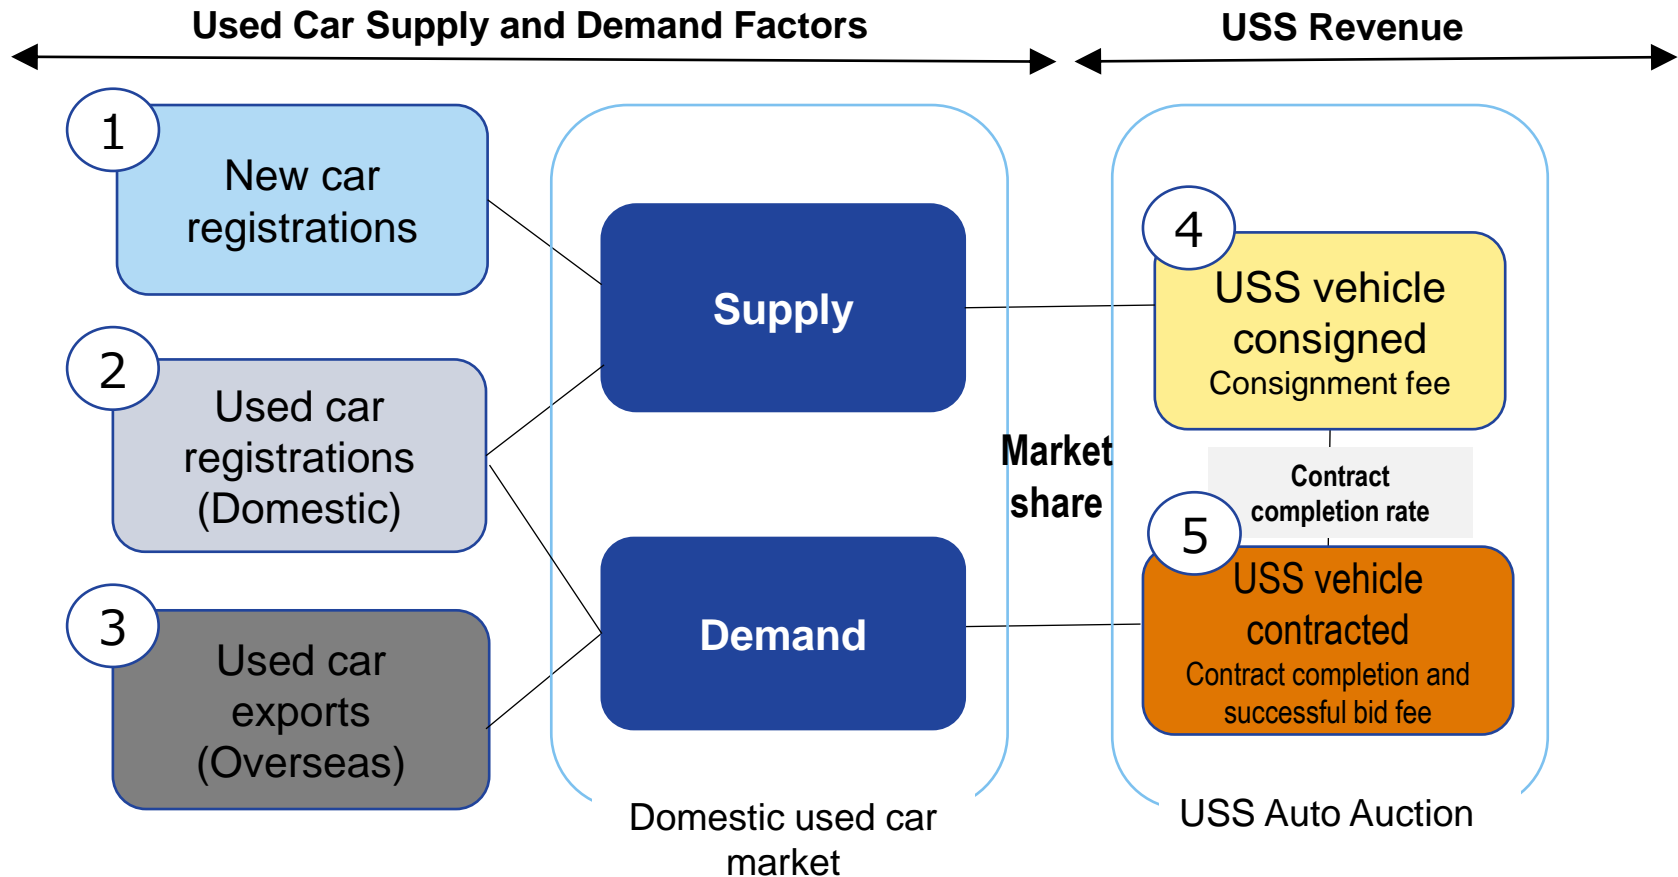 Used Car Supply and Demand Factors
USS Revenue
1
New car
registrations
2
Used car
registrations
(Domestic)
3
Used car
exports
(Overseas)
Supply
Demand
Domestic used car
market
Market
share
4
USS vehicle
consigned
Consignment fee
Contract
completion rate
5
USS vehicle
contracted
Contract completion and
successful bid fee
USS Auto Auction